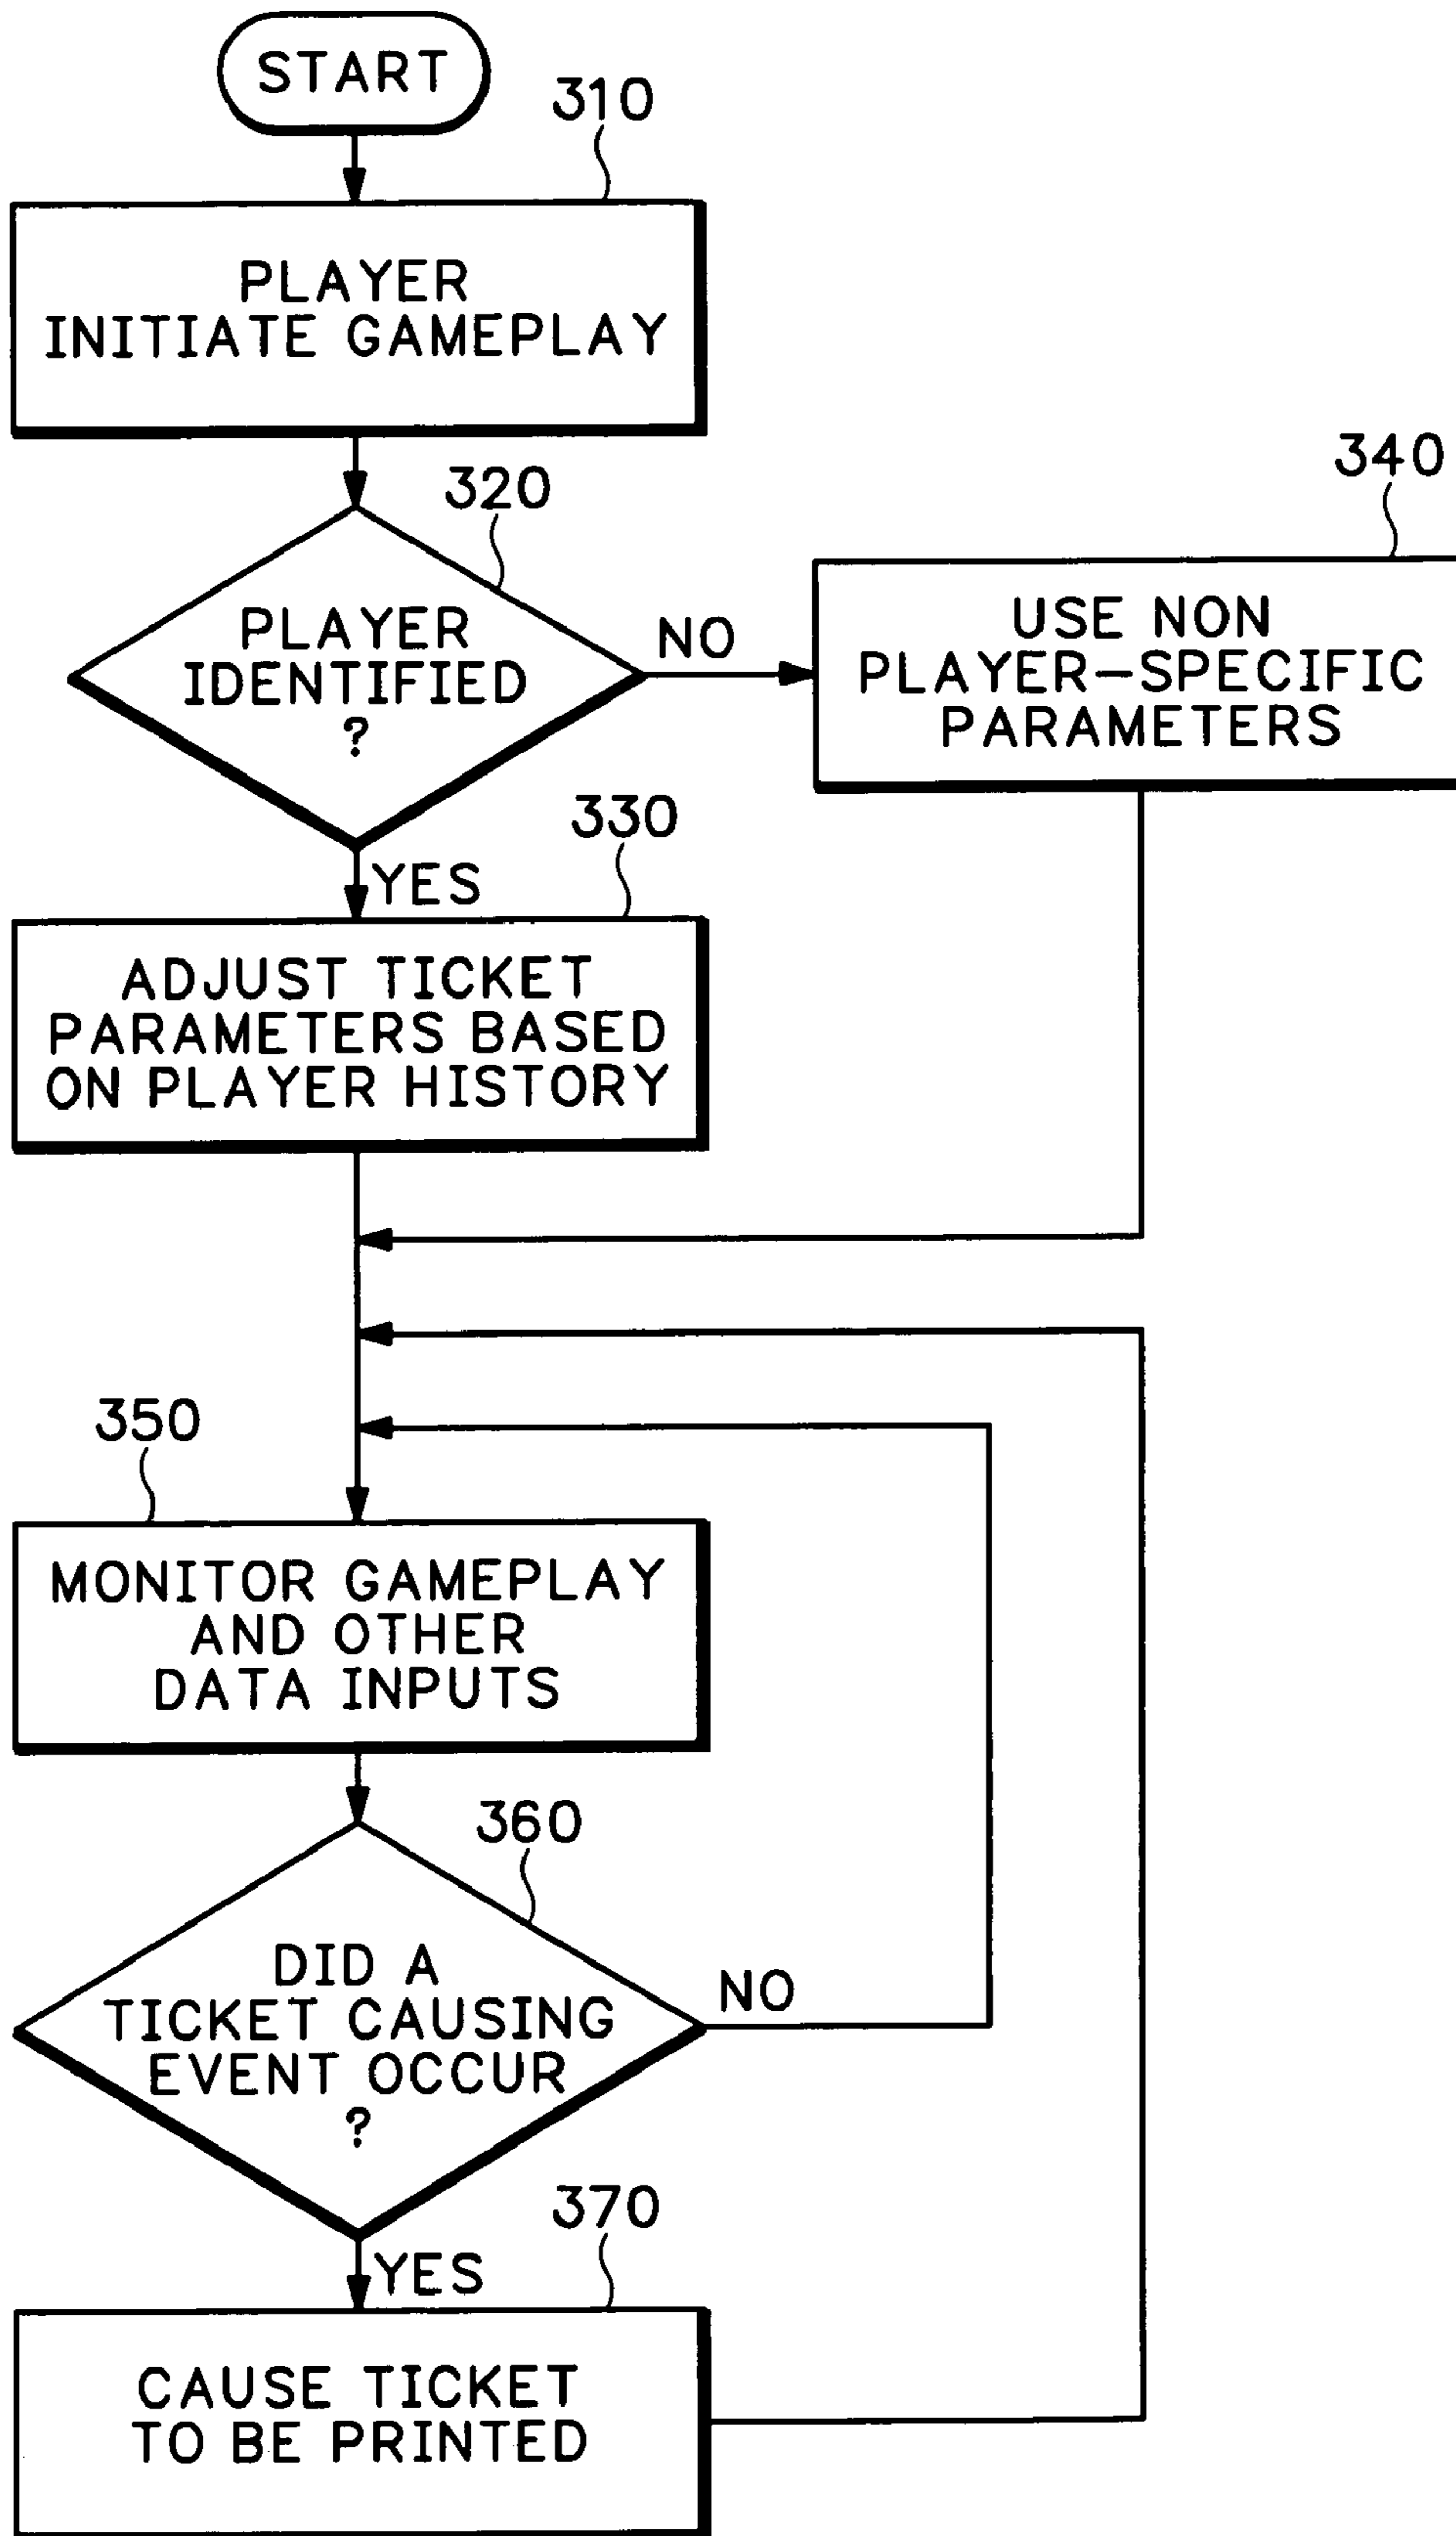 START
310
PLAYER
INITIATE GAMEPLAY
320
PLAYER
IDENTIFIED
?
NO
340
USE NON
PLAYER-SPECIFIC
PARAMETERS
YES
330
ADJUST TICKET
PARAMETERS BASED
ON PLAYER HISTORY
350
MONITOR GAMEPLAY
AND OTHER
DATA INPUTS
360
DID A
TICKET CAUSING
EVENT OCCUR
?
NO
YES
370
CAUSE TICKET
TO BE PRINTED